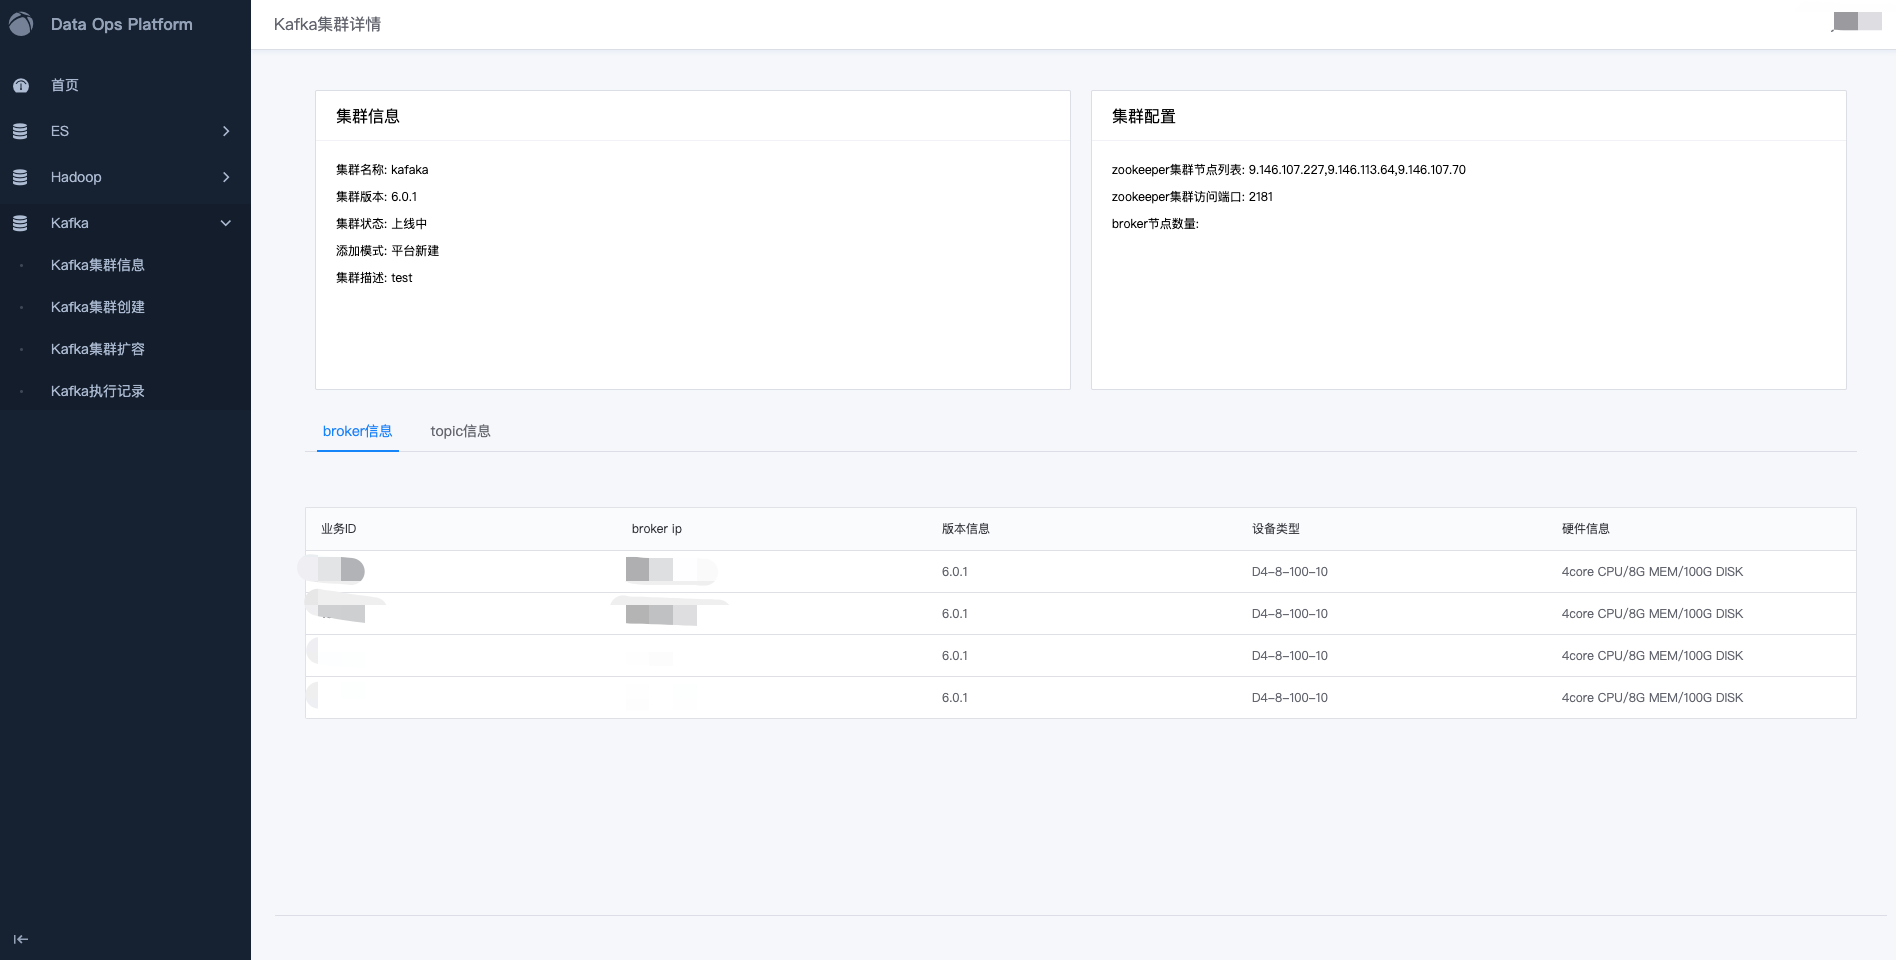 Data Ops Platform
Kafka集群详情
首页
ES
Hadoop
Kafka
Kafka集群信息
Kafka集群创建
Kafka集群扩容
Kafka执行记录
集群信息
集群名称: kafaka
集群版本: 6.0.1
集群状态: 上线中
添加模式: 平台新建
集群描述: test
集群配置
zookeeper集群节点列表: 9.146.107.227,9.146.113.64,9.146.107.70
zookeeper集群访问端口: 2181
broker节点数量:
broker信息 topic信息
业务ID broker ip 版本信息 设备类型 硬件信息
6.0.1 D4-8-100-10 4core CPU/8G MEM/100G DISK
6.0.1 D4-8-100-10 4core CPU/8G MEM/100G DISK
6.0.1 D4-8-100-10 4core CPU/8G MEM/100G DISK
6.0.1 D4-8-100-10 4core CPU/8G MEM/100G DISK